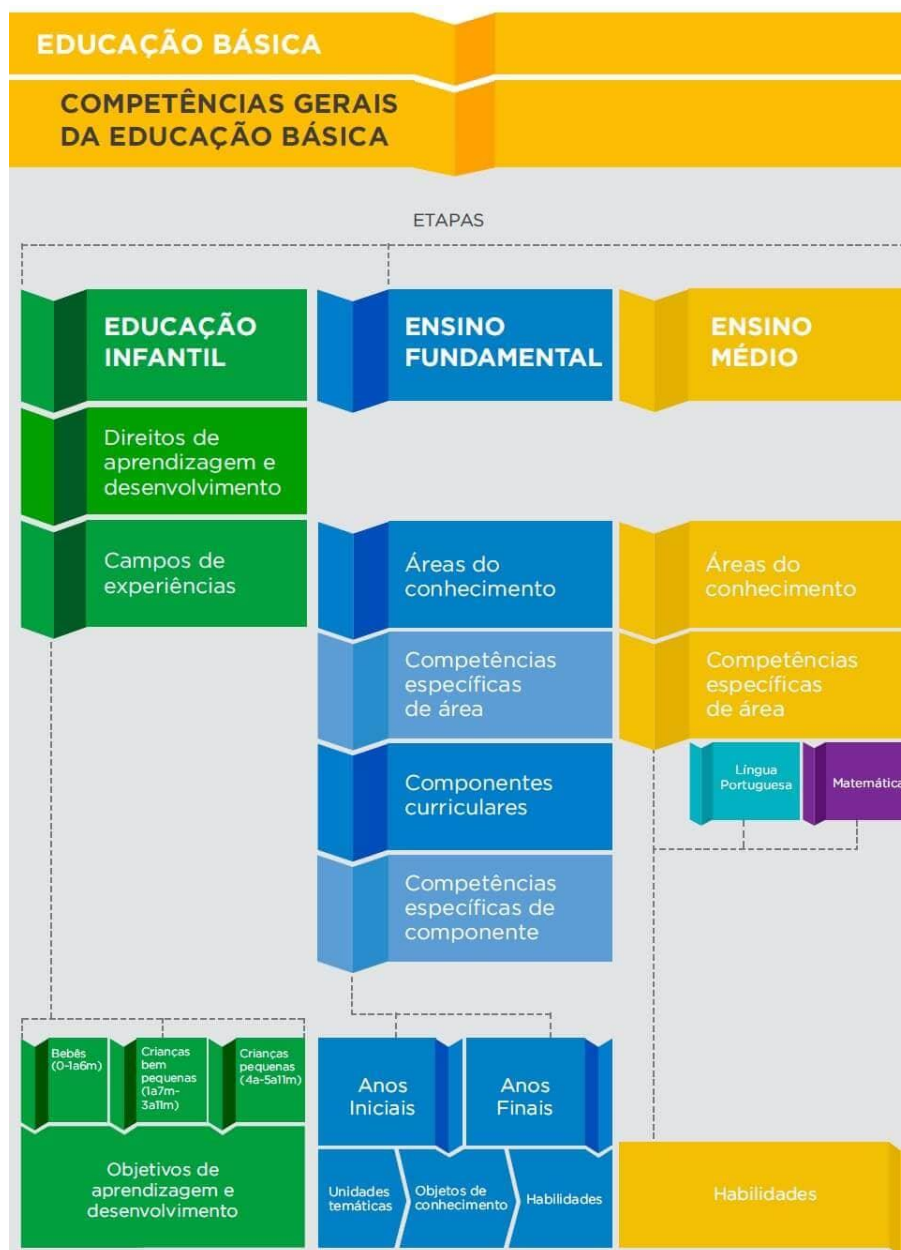 EDUCAÇÃO BÁSICA
COMPETÊNCIAS GERAIS
DA EDUCAÇÃO BÁSICA
ETAPAS
EDUCAÇÃO
INFANTIL
Direitos de
aprendizagem e
desenvolvimento
Campos de
experiências
Bebês
(0-1a6m)
Crianças
bem
pequenas
(1a7m-
3a11m)
Crianças
pequenas
(4a-5a11m)
Objetivos de
aprendizagem e
desenvolvimento
ENSINO
FUNDAMENTAL
Áreas do
conhecimento
Competências
específicas
de área
Componentes
curriculares
Competências
específicas de
componente
Anos
Iniciais
Anos
Finais
Unidades
temáticas
Objetos de
conhecimento
Habilidades
ENSINO
MÉDIO
Áreas do
conhecimento
Competências
específicas
de área
Língua
Portuguesa
Matemática
Habilidades